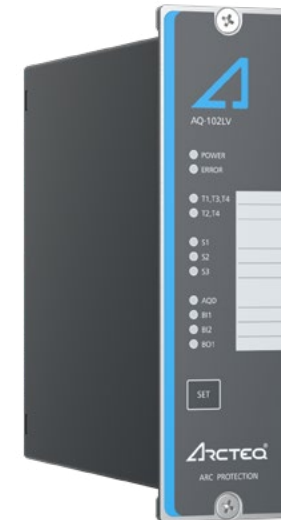 AQ-102LV
POWER
ERROR
T1,T3,T4
T2,T4
S1
S2
S3
AQD
BI1
BI2
BO1
SET
ARCTEQ
ARC PROTECTION